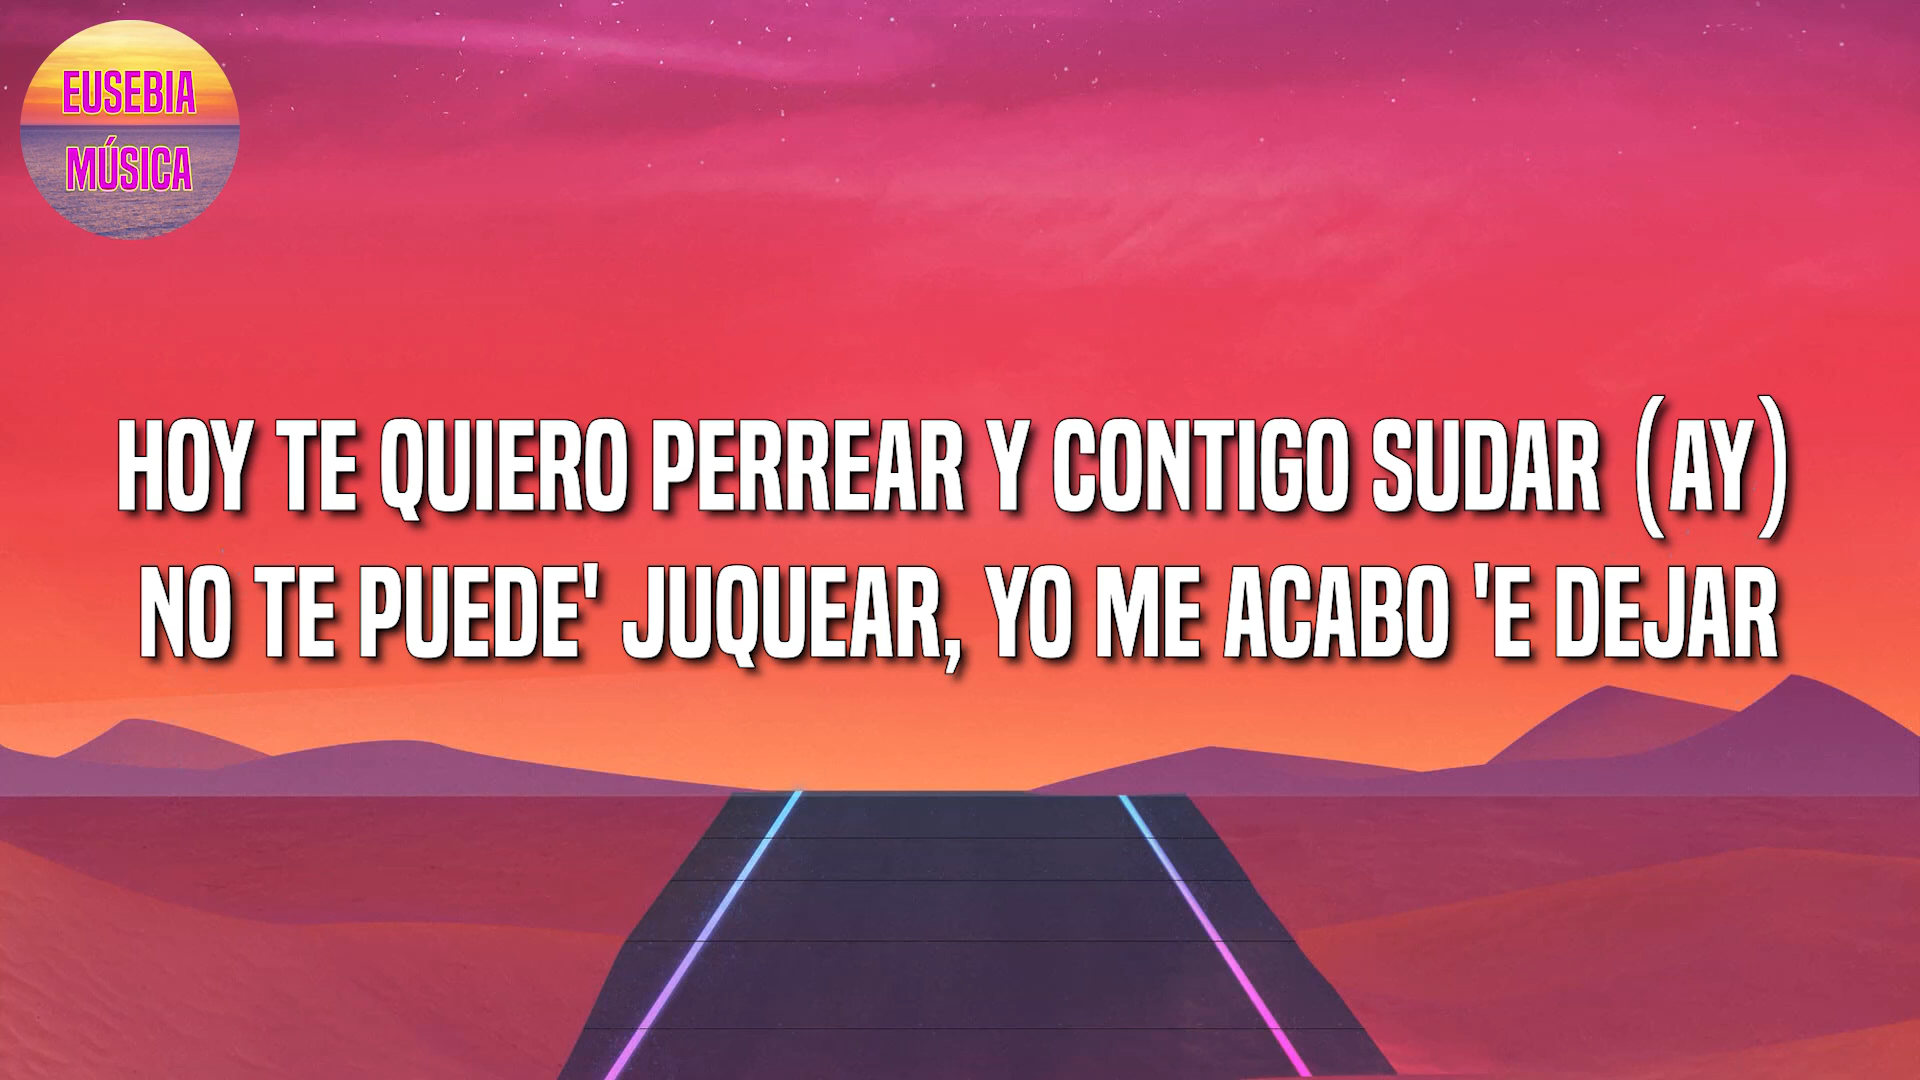 EUSEBIA
MÚSICA
HOY TE QUIERO PERREAR Y CONTIGO SUDAR (AY)
NO TE PUEDE' JUQUEAR, YO ME ACABO 'E DEJAR